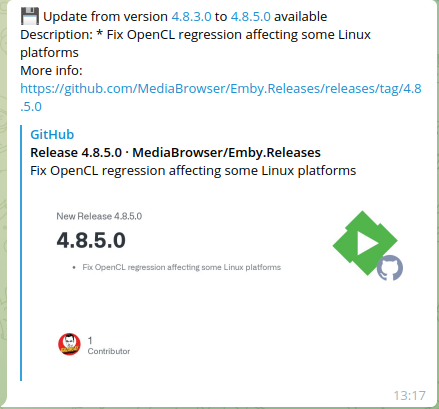 💾 Update from version 4.8.3.0 to 4.8.5.0 available
Description: * Fix OpenCL regression affecting some Linux
platforms
More info:
https://github.com/MediaBrowser/Emby.Releases/releases/tag/4.8
.5.0
GitHub
Release 4.8.5.0 · MediaBrowser/Emby.Releases
Fix OpenCL regression affecting some Linux platforms
New Release 4.8.5.0
4.8.5.0
• Fix OpenCL regression affecting some Linux platforms
1
Contributor
13:17